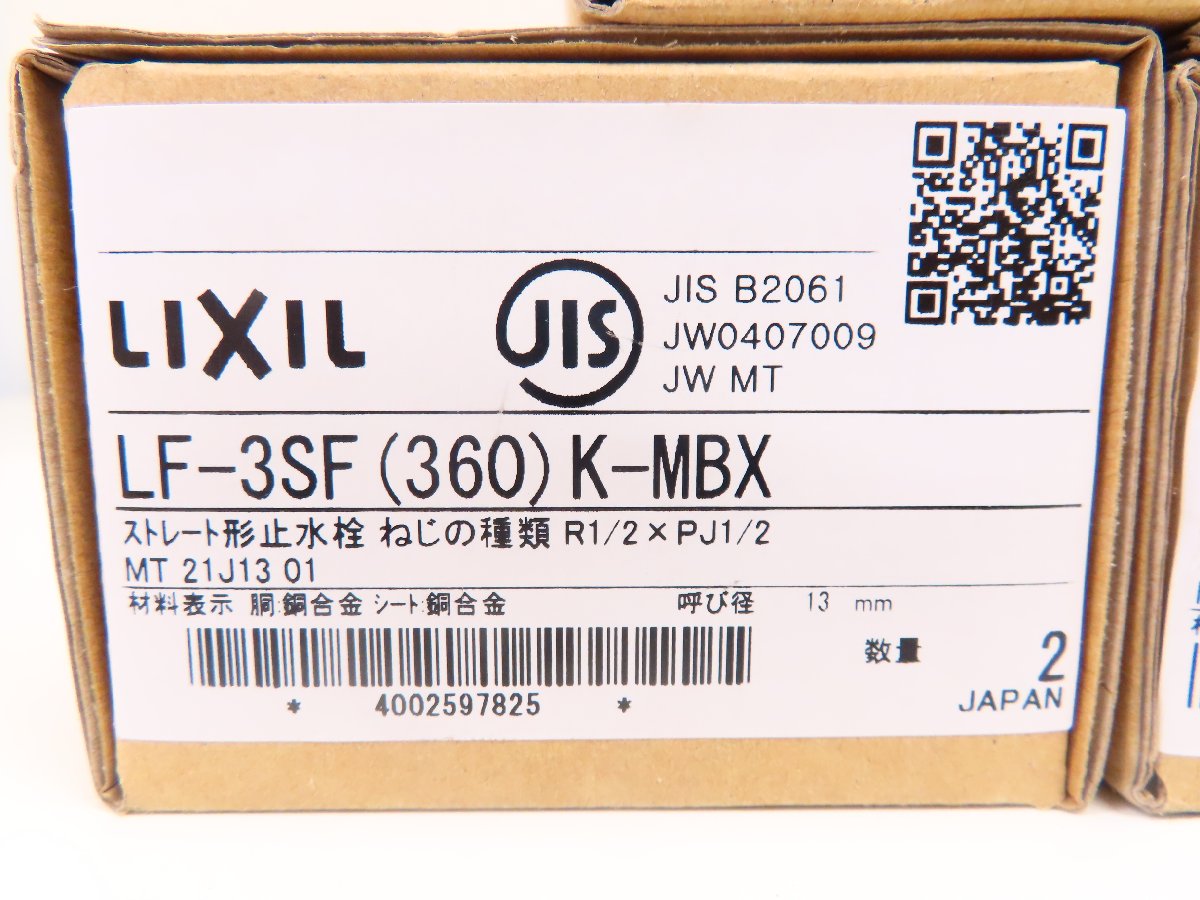 LIXIL
JIS
JIS B2061
JW0407009
JW MT
LF-3SF(360)K-MBX
ストレート形止水栓 ねじの種類 R1/2×PJ1/2
MT 21J13 01
材料表示 胴:銅合金 シート:銅合金 呼び径 13 mm
数量 2
* 4002597825 *
JAPAN